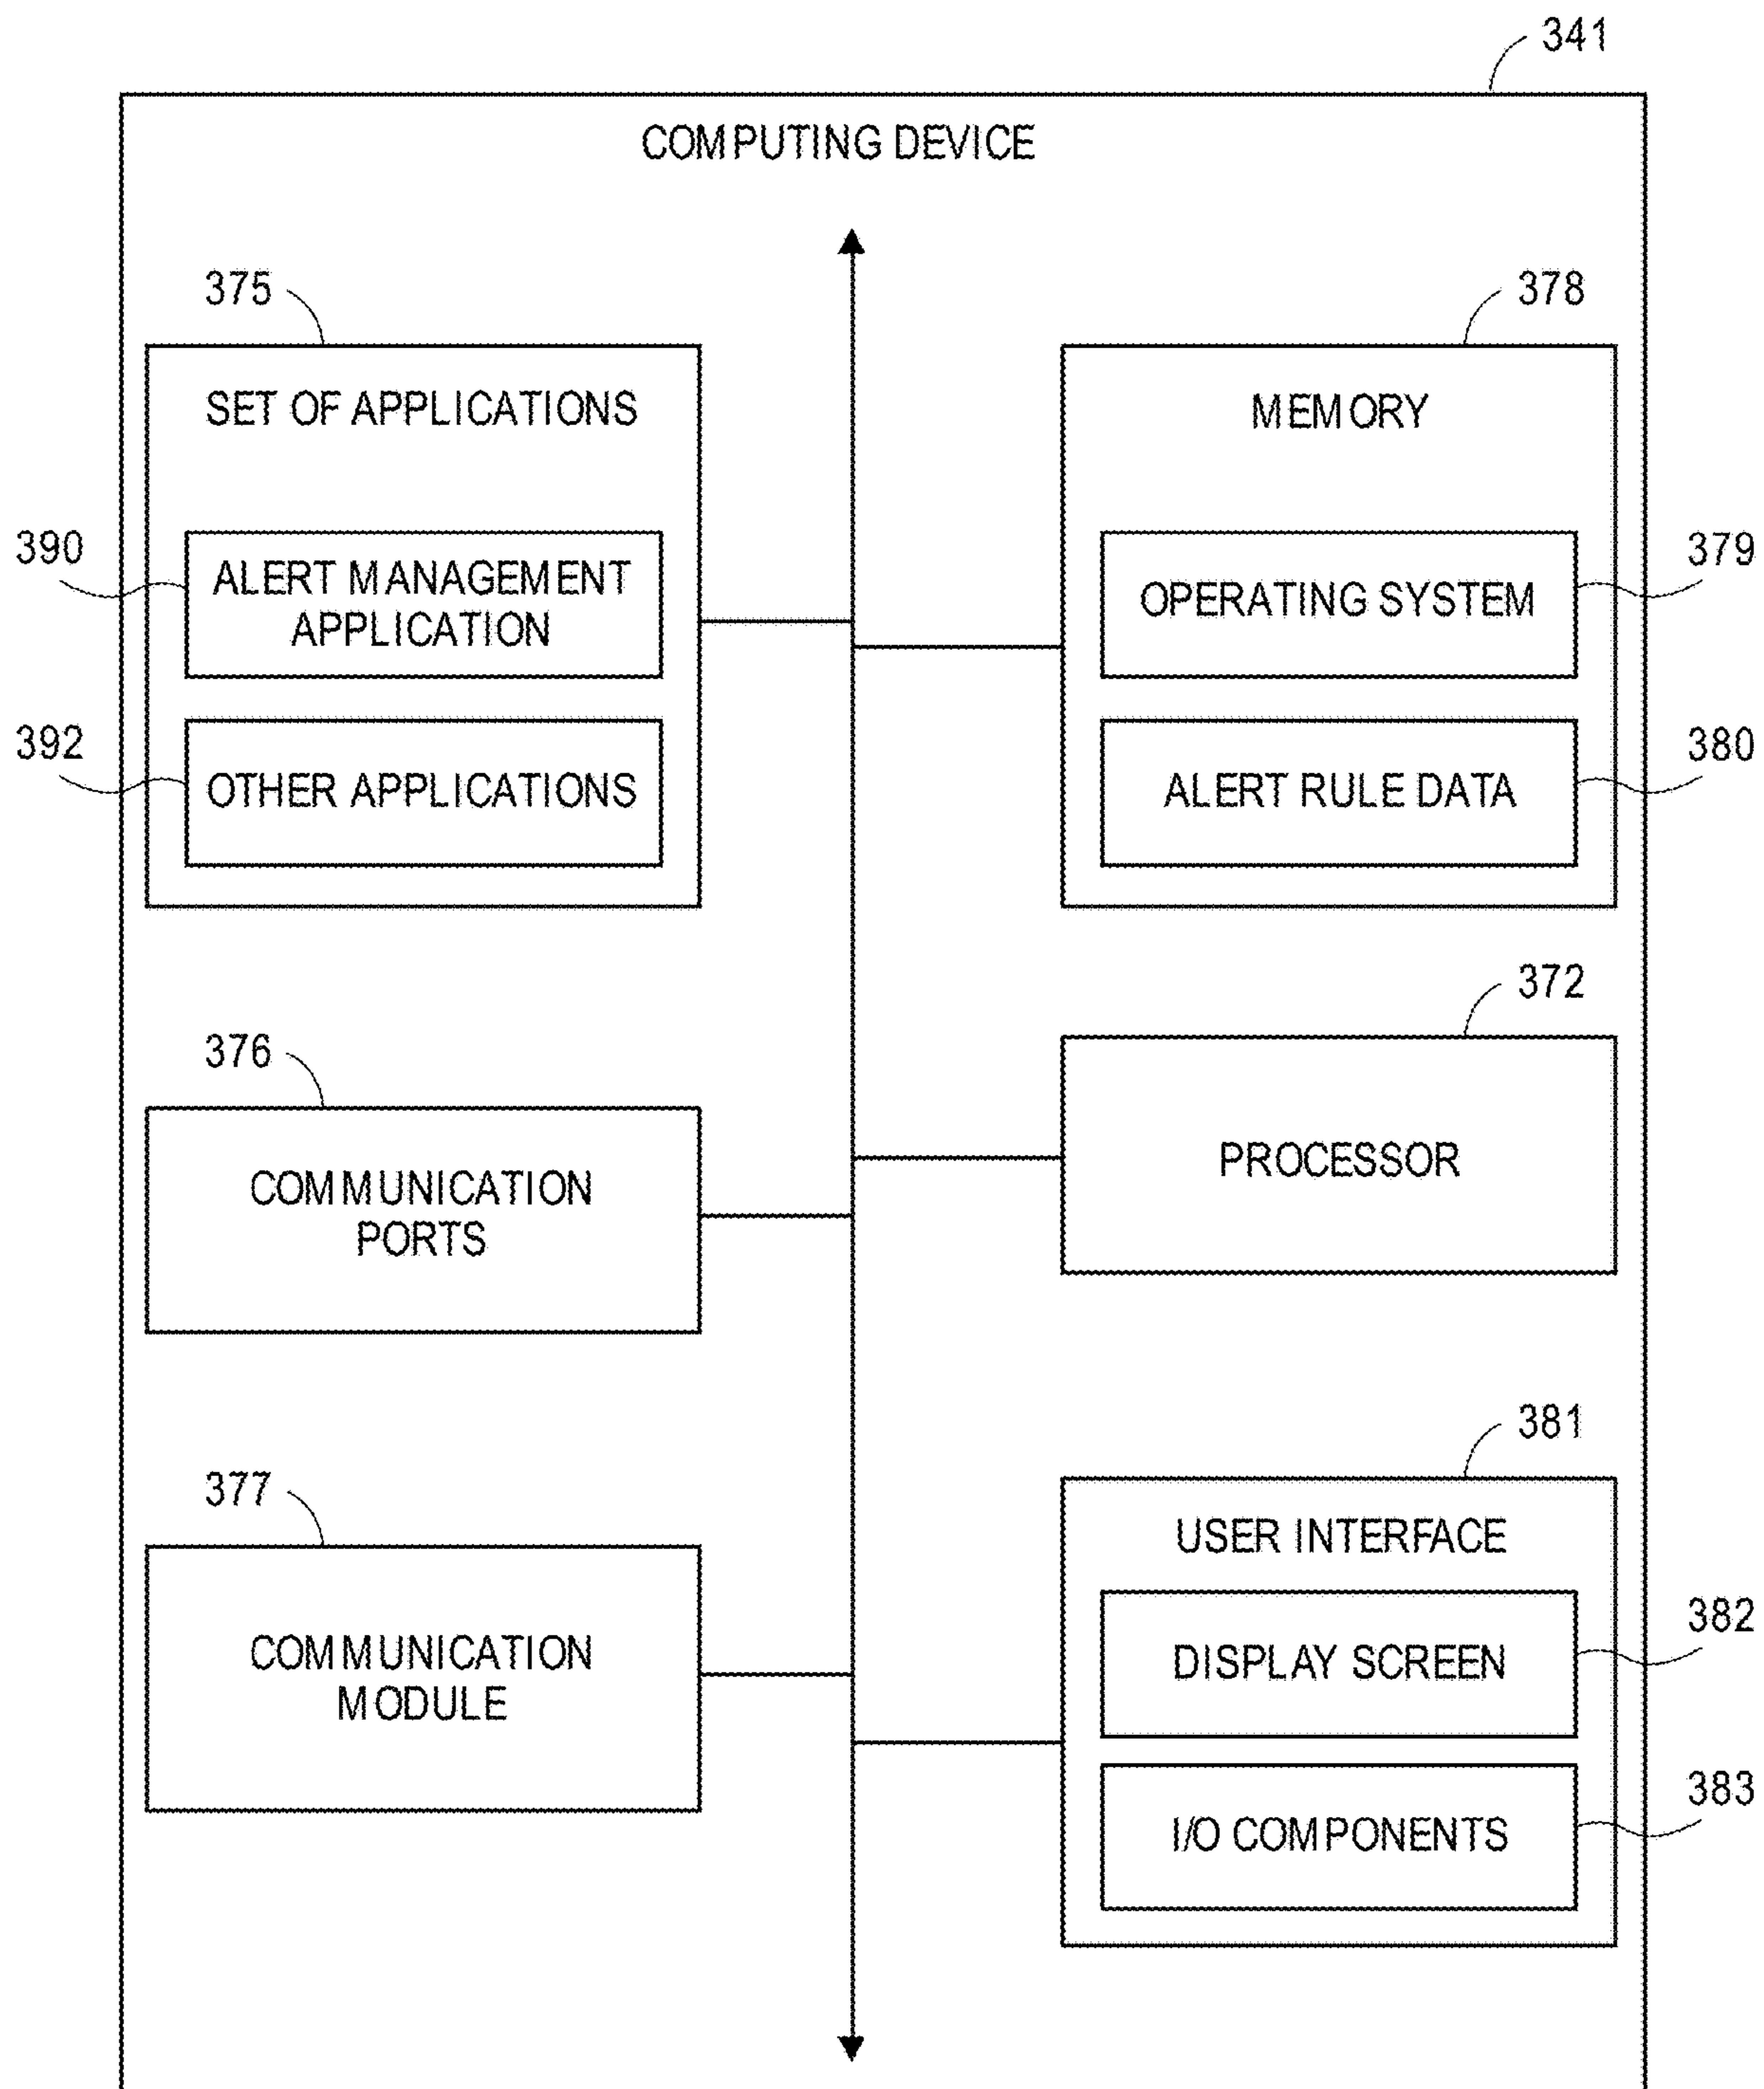 341
COMPUTING DEVICE
375
378
SET OF APPLICATIONS
MEMORY
390
ALERT MANAGEMENT
APPLICATION
OPERATING SYSTEM
379
392
OTHER APPLICATIONS
ALERT RULE DATA
380
372
376
COMMUNICATION
PORTS
PROCESSOR
381
377
USER INTERFACE
COMMUNICATION
MODULE
DISPLAY SCREEN
382
I/O COMPONENTS
383